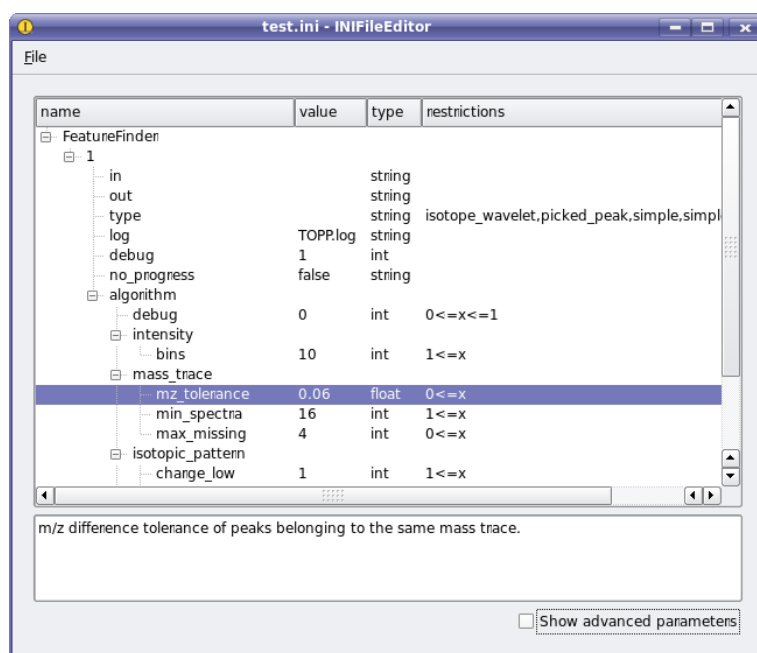 test.ini - INIFileEditor
File
name value type restrictions
FeatureFinder
1
in string
out string
type string isotope_wavelet,picked_peak,simple,simpl
log TOPP.log string
debug 1 int
no_progress false string
algorithm
debug 0 int 0<=x<=1
intensity
bins 10 int 1<=x
mass_trace
mz_tolerance 0.06 float 0<=x
min_spectra 16 int 1<=x
max_missing 4 int 0<=x
isotopic_pattern
charge_low 1 int 1<=x
m/z difference tolerance of peaks belonging to the same mass trace.
Show advanced parameters